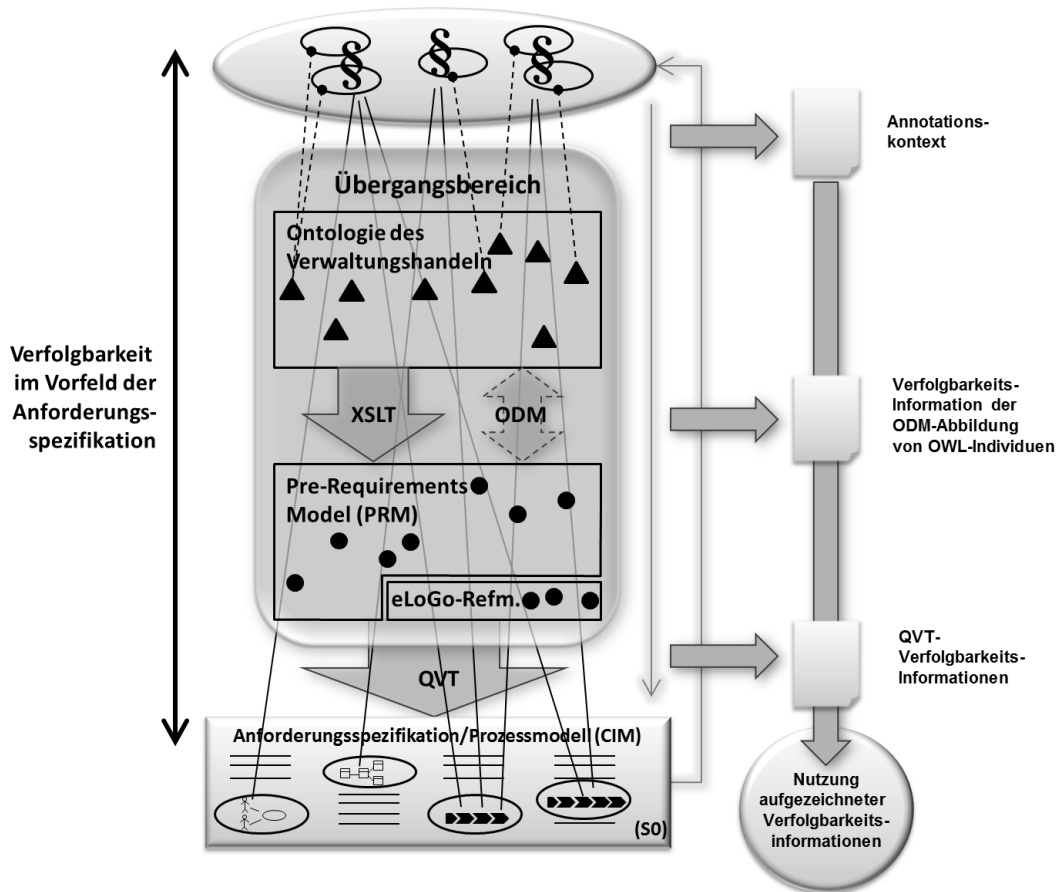 § § §
§ §
Übergangsbereich
Ontologie des
Verwaltungshandeln
XSLT
ODM
Pre-Requirements
Model (PRM)
eLoGo-Refm.
QVT
Anforderungsspezifikation/Prozessmodell (CIM)
(S0)
Verfolgbarkeit
im Vorfeld der
Anforderungs-
spezifikation
Annotations-
kontext
Verfolgbarkeits-
Information der
ODM-Abbildung
von OWL-Individuen
QVT-
Verfolgbarkeits-
Informationen
Nutzung
aufgezeichneter
Verfolgbarkeits-
informationen